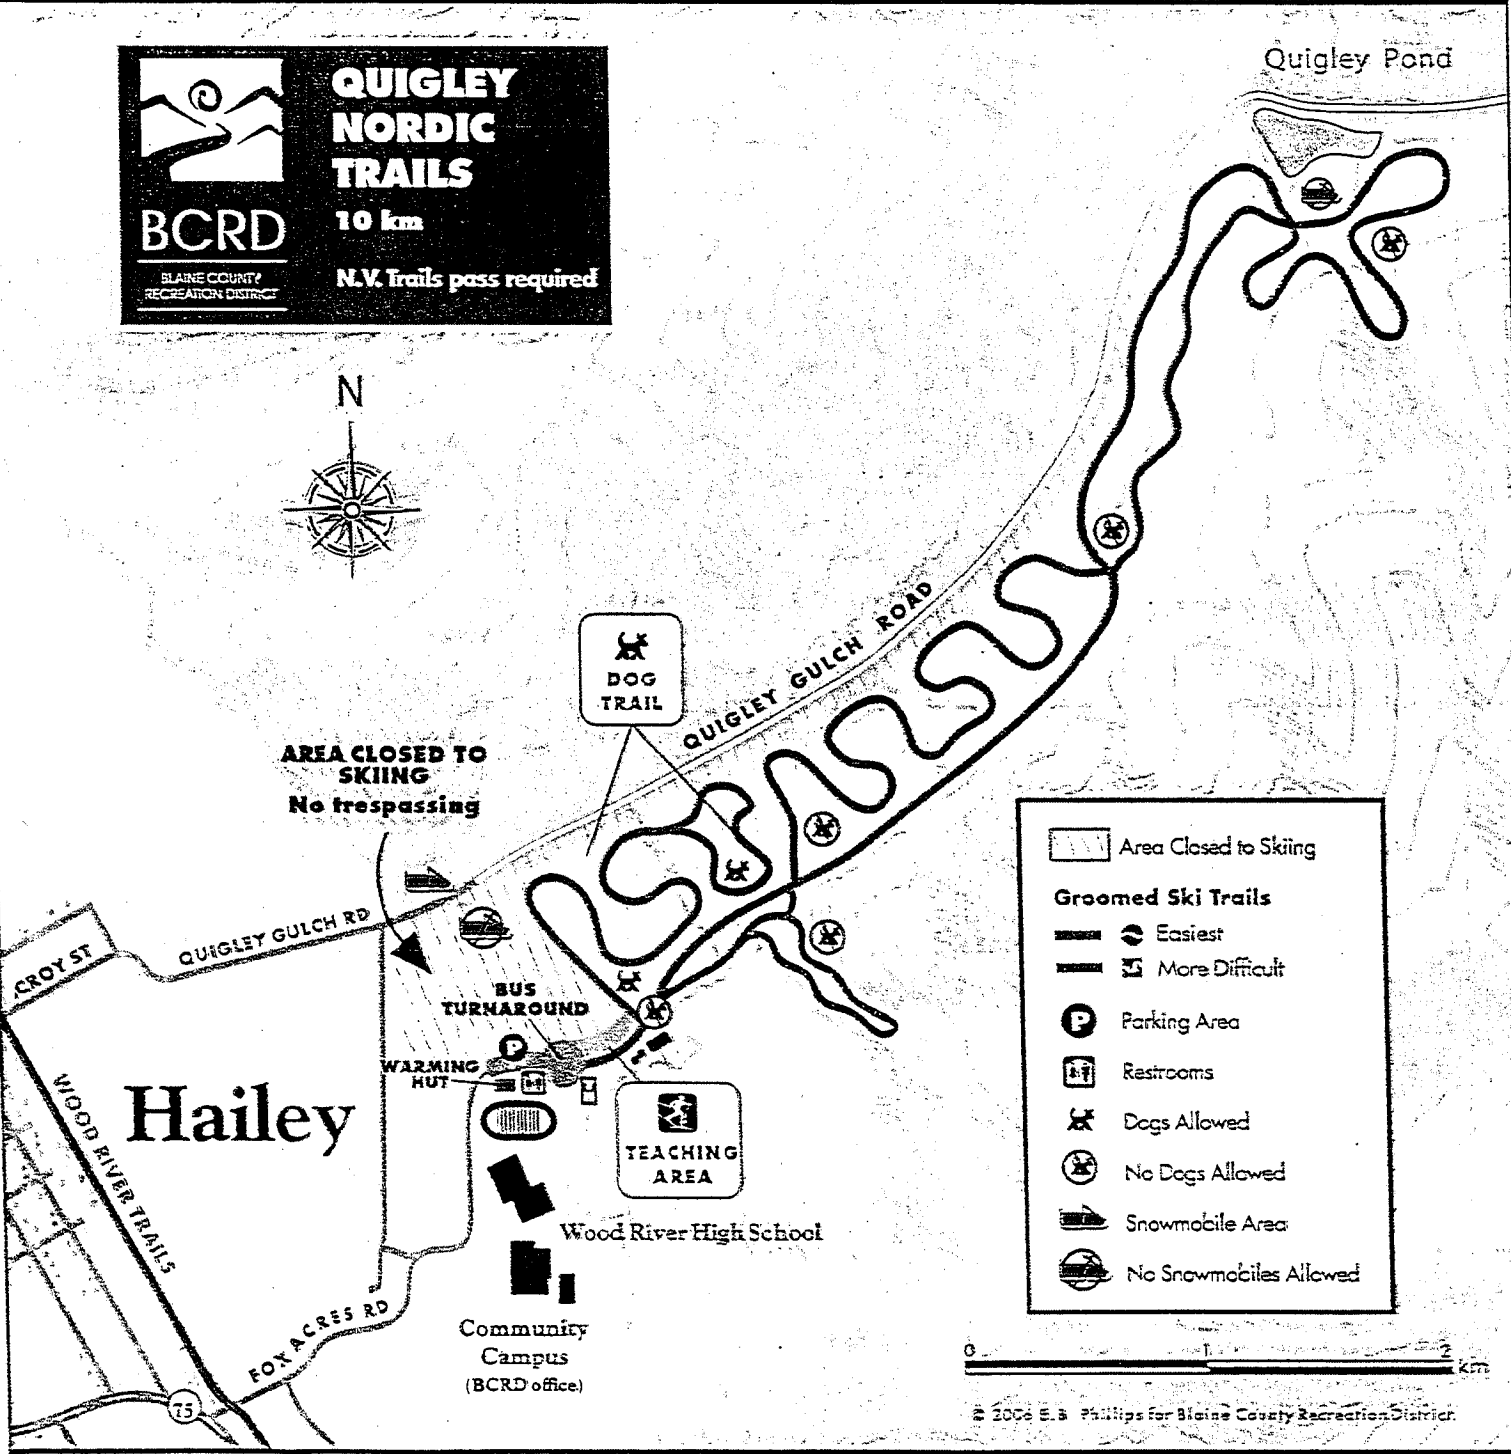 Quigley Pond
QUIGLEY
NORDIC
TRAILS
10 km
N.V. Trails pass required
BCRD
BLAINE COUNTY
RECREATION DISTRICT
N
DOG
TRAIL
QUIGLEY GULCH ROAD
AREA CLOSED TO
SKIING
No trespassing
QUIGLEY GULCH RD
CROY ST
BUS
TURNAROUND
P
WARMING
HUT
Hailey
WOOD RIVER TRAILS
TEACHING
AREA
Wood River High School
Community
Campus
(BCRD office)
FOX ACRES RD
75
Area Closed to Skiing
Groomed Ski Trails
Easiest
More Difficult
P Parking Area
Restrooms
Dogs Allowed
No Dogs Allowed
Snowmobile Area
No Snowmobiles Allowed
0 1 2
km
© 2006 E.B. Phillips for Blaine County Recreation District